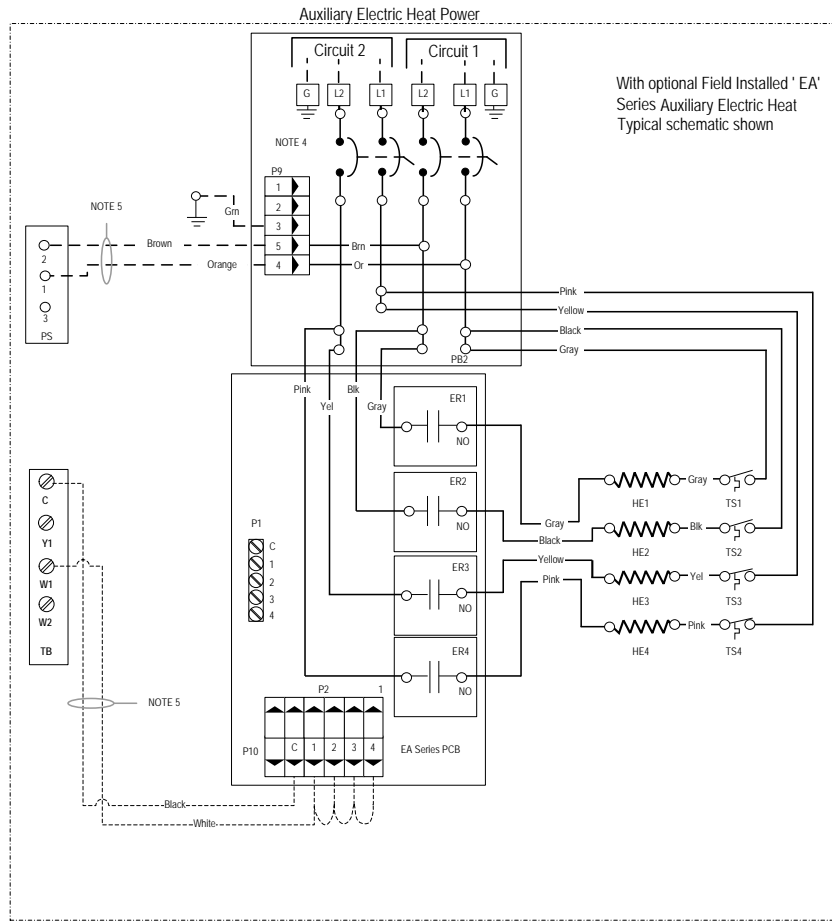 Auxiliary Electric Heat Power
Circuit 2
Circuit 1
With optional Field Installed ' EA'
Series Auxiliary Electric Heat
Typical schematic shown
G
L2
L1
L2
L1
G
NOTE 4
P9
1
2
3
5
4
Grn
NOTE 5
Brown
Orange
Brn
Or
2
1
3
PS
Pink
Yellow
Black
Gray
PB2
Pink
Yel
Blk
Gray
ER1
NO
ER2
NO
ER3
NO
ER4
NO
Gray
Black
Yellow
Pink
Gray
HE1
TS1
Blk
HE2
TS2
Yel
HE3
TS3
Pink
HE4
TS4
C
Y1
W1
W2
TB
P1
C
1
2
3
4
NOTE 5
P2
1
P10
C
1
2
3
4
EA Series PCB
Black
White